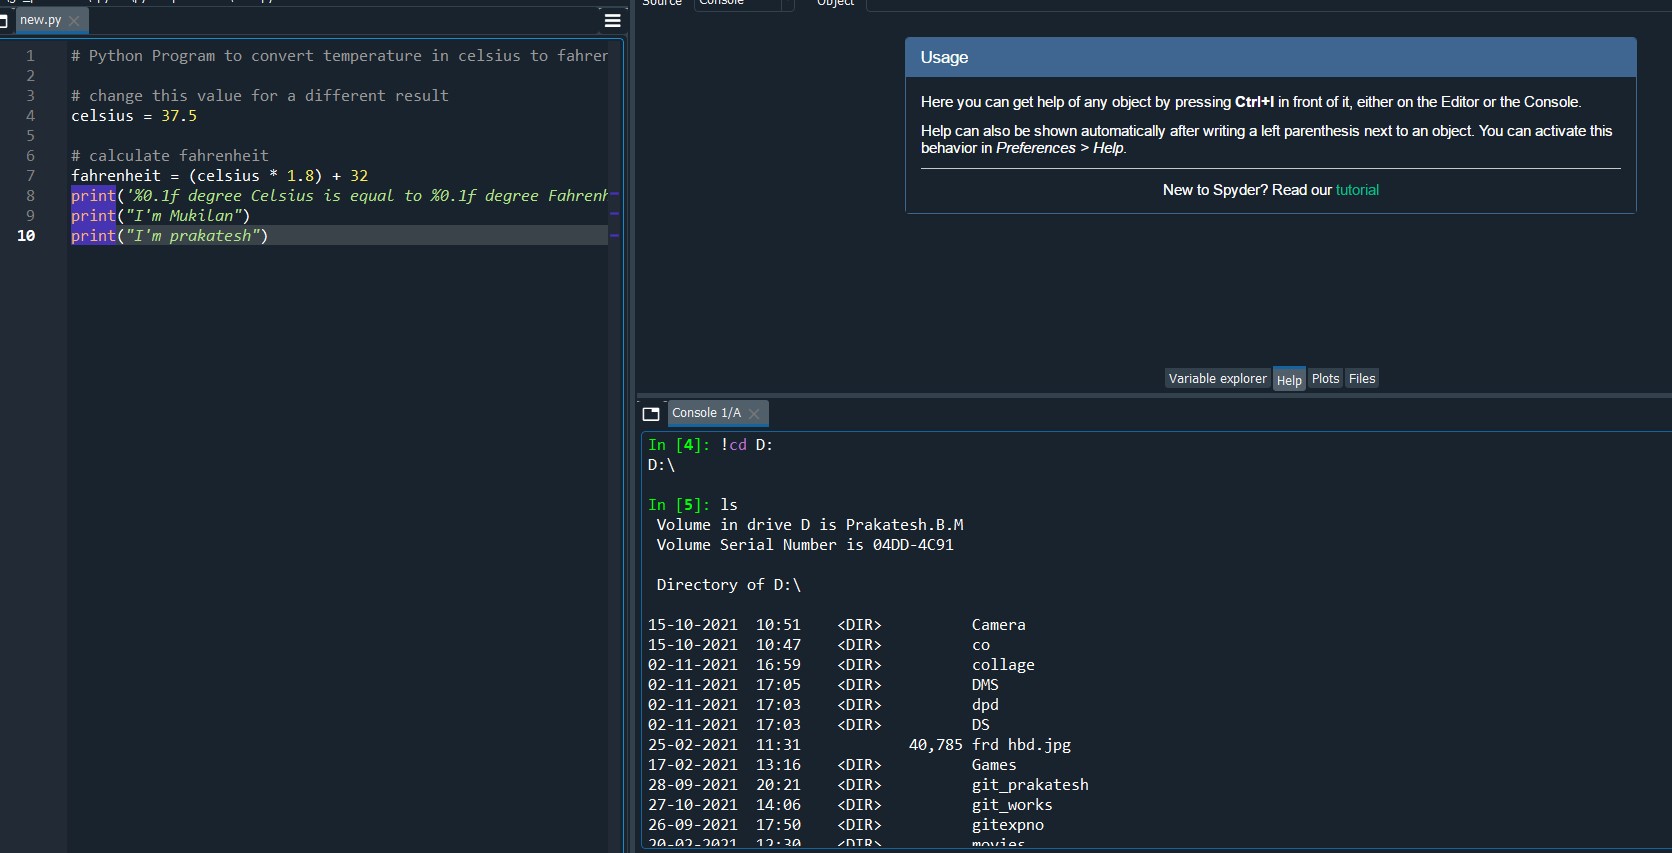 Source Console Object
new.py
1 # Python Program to convert temperature in celsius to fahren
2
3 # change this value for a different result
4 celsius = 37.5
5
6 # calculate fahrenheit
7 fahrenheit = (celsius * 1.8) + 32
8 print('%0.1f degree Celsius is equal to %0.1f degree Fahrenh
9 print("I'm Mukilan")
10 print("I'm prakatesh")
Usage
Here you can get help of any object by pressing Ctrl+I in front of it, either on the Editor or the Console.
Help can also be shown automatically after writing a left parenthesis next to an object. You can activate this
behavior in Preferences > Help.
New to Spyder? Read our tutorial
Variable explorer Help Plots Files
Console 1/A
In [4]: !cd D:
D:\
In [5]: ls
Volume in drive D is Prakatesh.B.M
Volume Serial Number is 04DD-4C91
Directory of D:\
15-10-2021 10:51 <DIR> Camera
15-10-2021 10:47 <DIR> co
02-11-2021 16:59 <DIR> collage
02-11-2021 17:05 <DIR> DMS
02-11-2021 17:03 <DIR> dpd
02-11-2021 17:03 <DIR> DS
25-02-2021 11:31 40,785 frd hbd.jpg
17-02-2021 13:16 <DIR> Games
28-09-2021 20:21 <DIR> git_prakatesh
27-10-2021 14:06 <DIR> git_works
26-09-2021 17:50 <DIR> gitexpno
20-02-2021 12:30 <DIR> movies